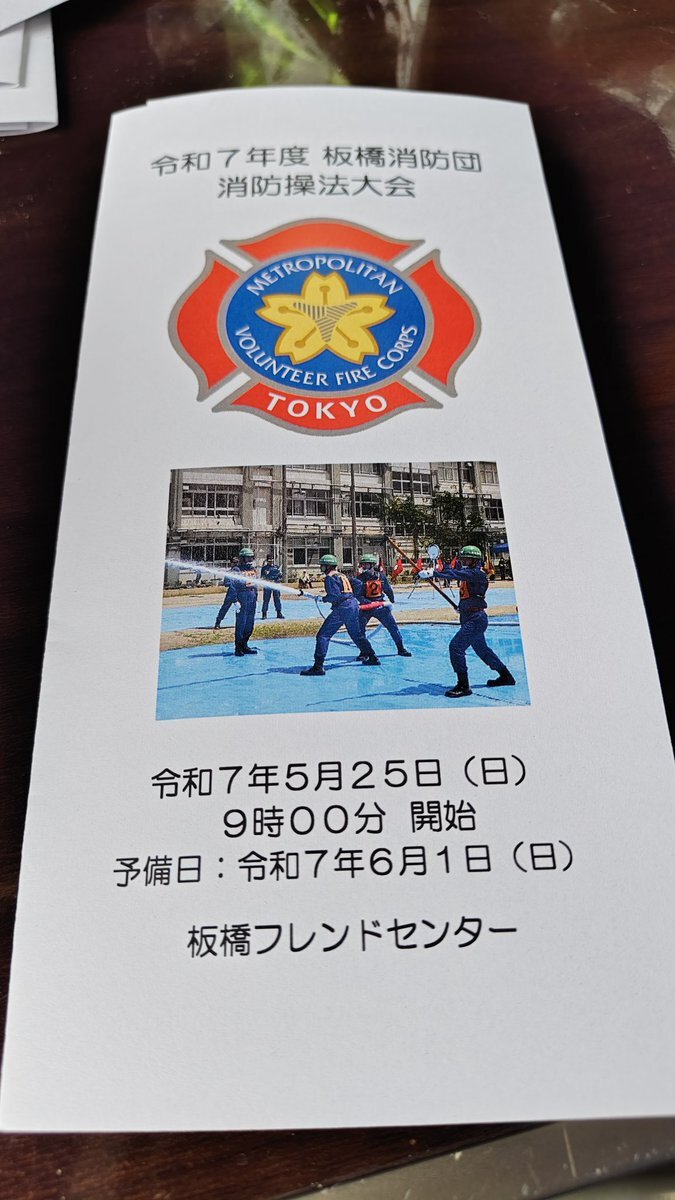 令和７年度 板橋消防団
消防操法大会
METROPOLITAN
VOLUNTEER FIRE CORPS
TOKYO
令和７年５月２５日（日）
９時００分 開始
予備日：令和７年６月１日（日）
板橋フレンドセンター